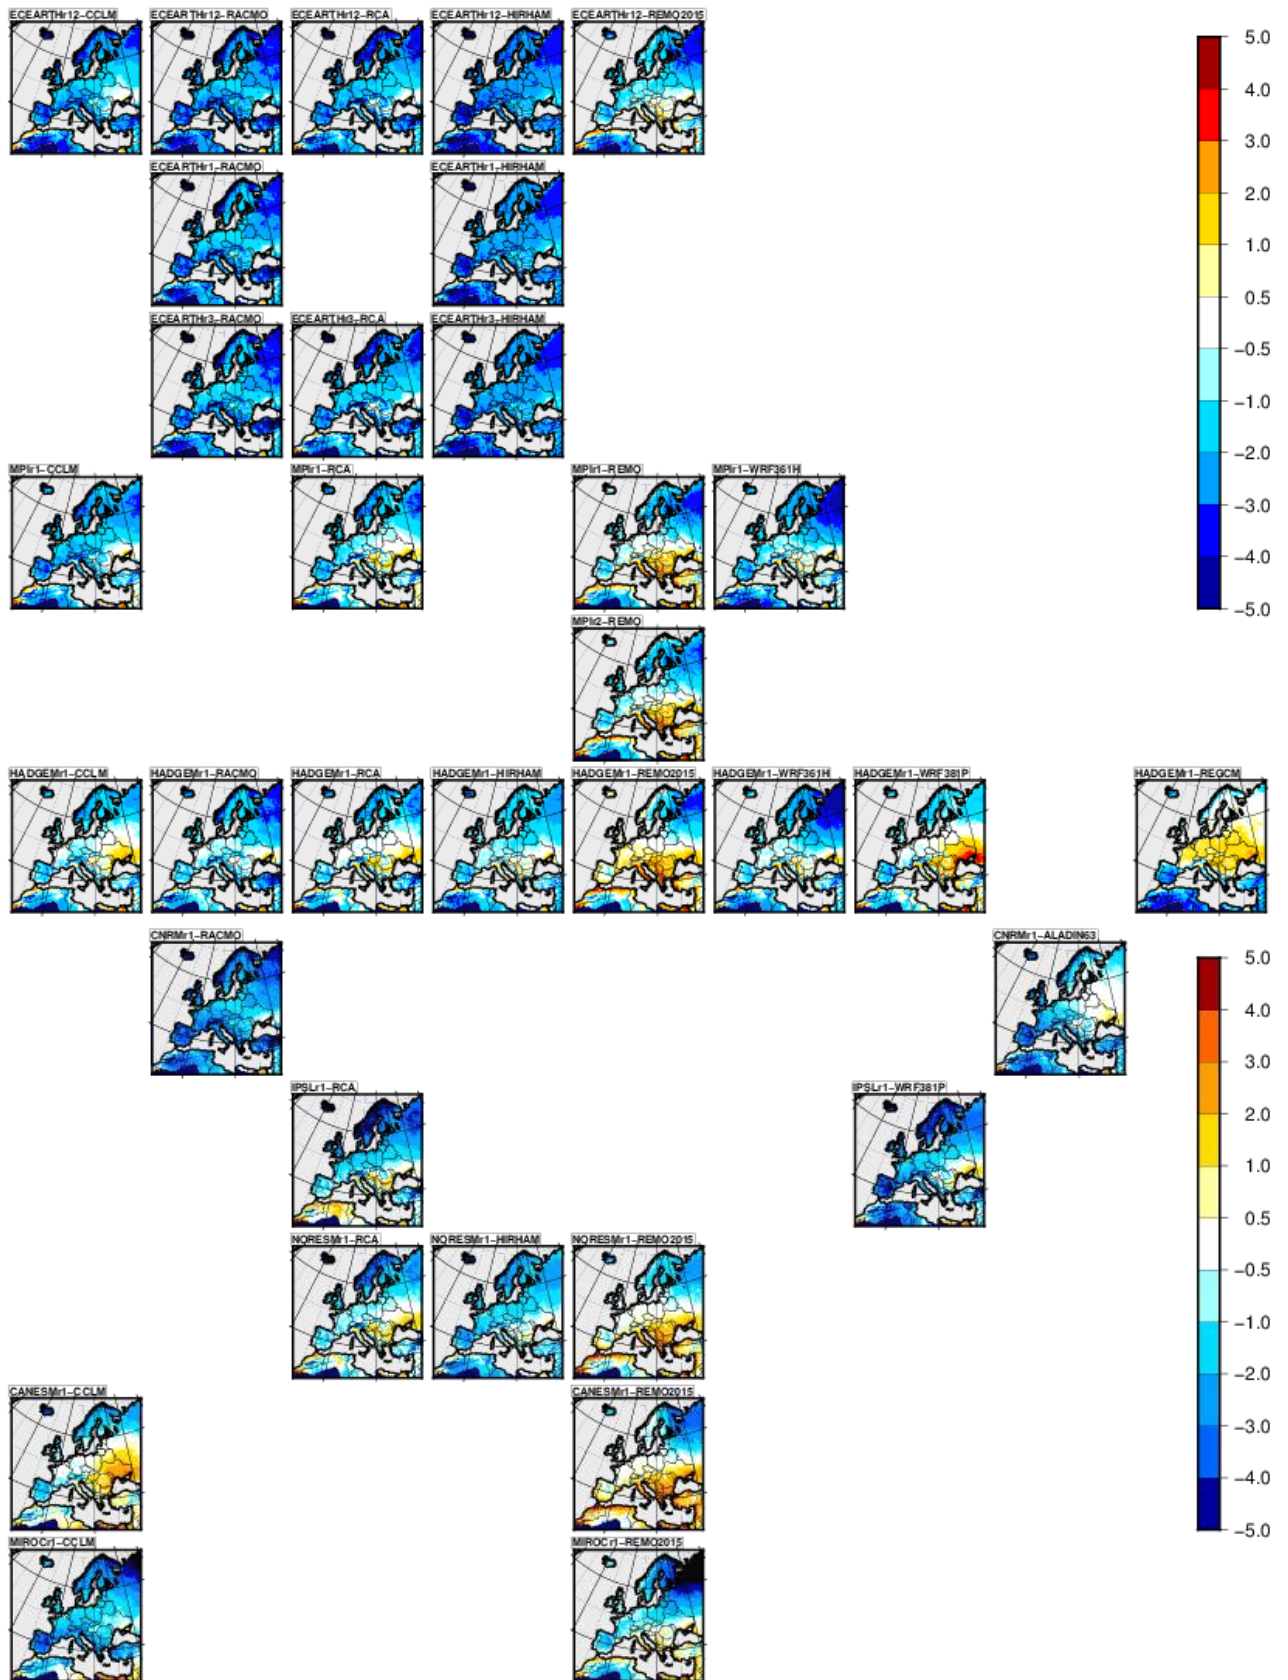 ECEARTHr12-CCLM ECEARTHr12-RACMO ECEARTHr12-RCA ECEARTHr12-HIRHAM ECEARTHr12-REMO2015
ECEARTHr1-RACMO ECEARTHr1-HIRHAM
ECEARTHr3-RACMO ECEARTHr3-RCA ECEARTHr3-HIRHAM
MPIr1-CCLM MPIr1-RCA MPIr1-REMO MPIr1-WRF361H
MPIr2-REMO
HADGEMr1-CCLM HADGEMr1-RACMO HADGEMr1-RCA HADGEMr1-HIRHAM HADGEMr1-REMO2015 HADGEMr1-WRF361H HADGEMr1-WRF381P HADGEMr1-REGCM
5.0
4.0
3.0
2.0
1.0
0.5
-0.5
-1.0
-2.0
-3.0
-4.0
-5.0
CNRMr1-RACMO CNRMr1-ALADIN63
IPSLr1-RCA IPSLr1-WRF381P
NORESMr1-RCA NORESMr1-HIRHAM NORESMr1-REMO2015
CANESMr1-CCLM CANESMr1-REMO2015
MIROCr1-CCLM MIROCr1-REMO2015
5.0
4.0
3.0
2.0
1.0
0.5
-0.5
-1.0
-2.0
-3.0
-4.0
-5.0